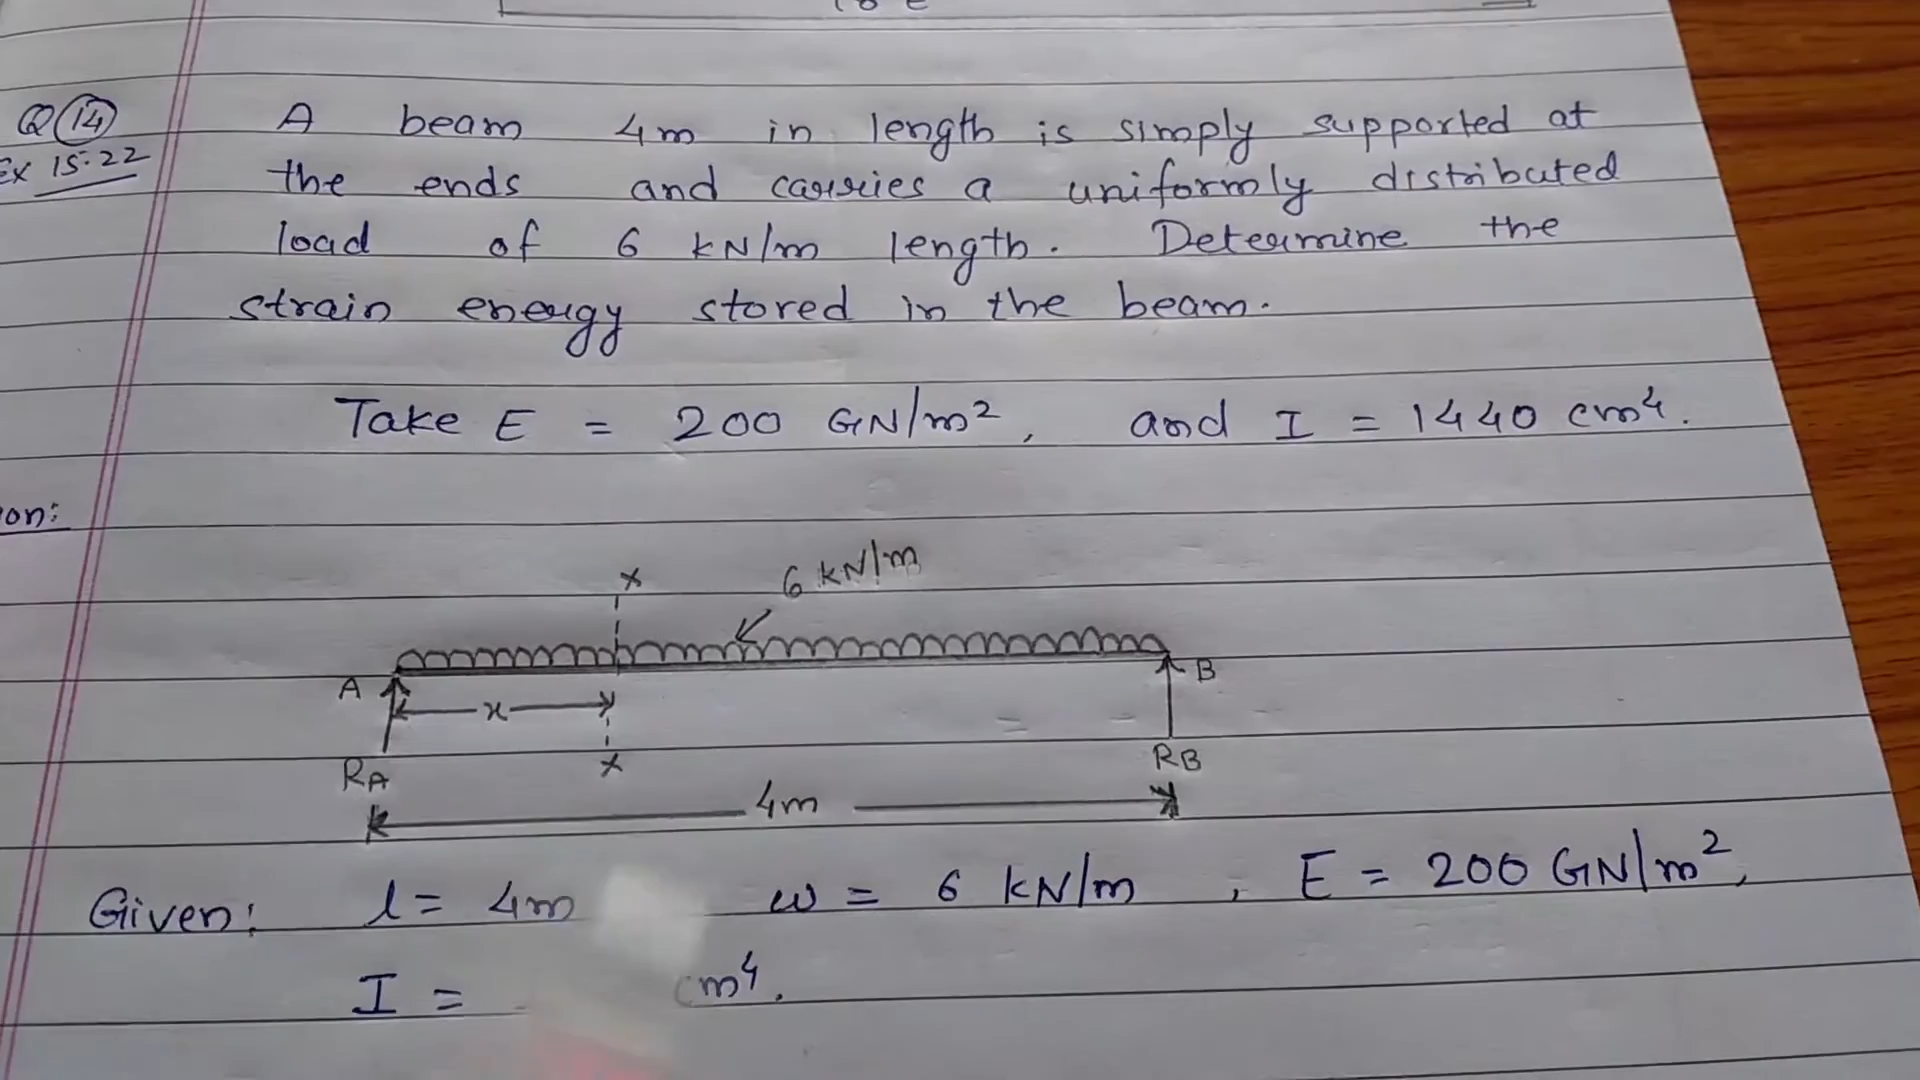 Q 14 A beam 4m in length is simply supported at
Ex 15.22 the ends and carries a uniformly distributed
load of 6 kN/m length. Determine the
strain energy stored in the beam.
Take E = 200 GN/m², and I = 1440 cm⁴.
on:
x 6 kN/m
A B
x
RA x RB
4m
Given: l = 4m w = 6 kN/m, E = 200 GN/m²,
I = cm⁴.